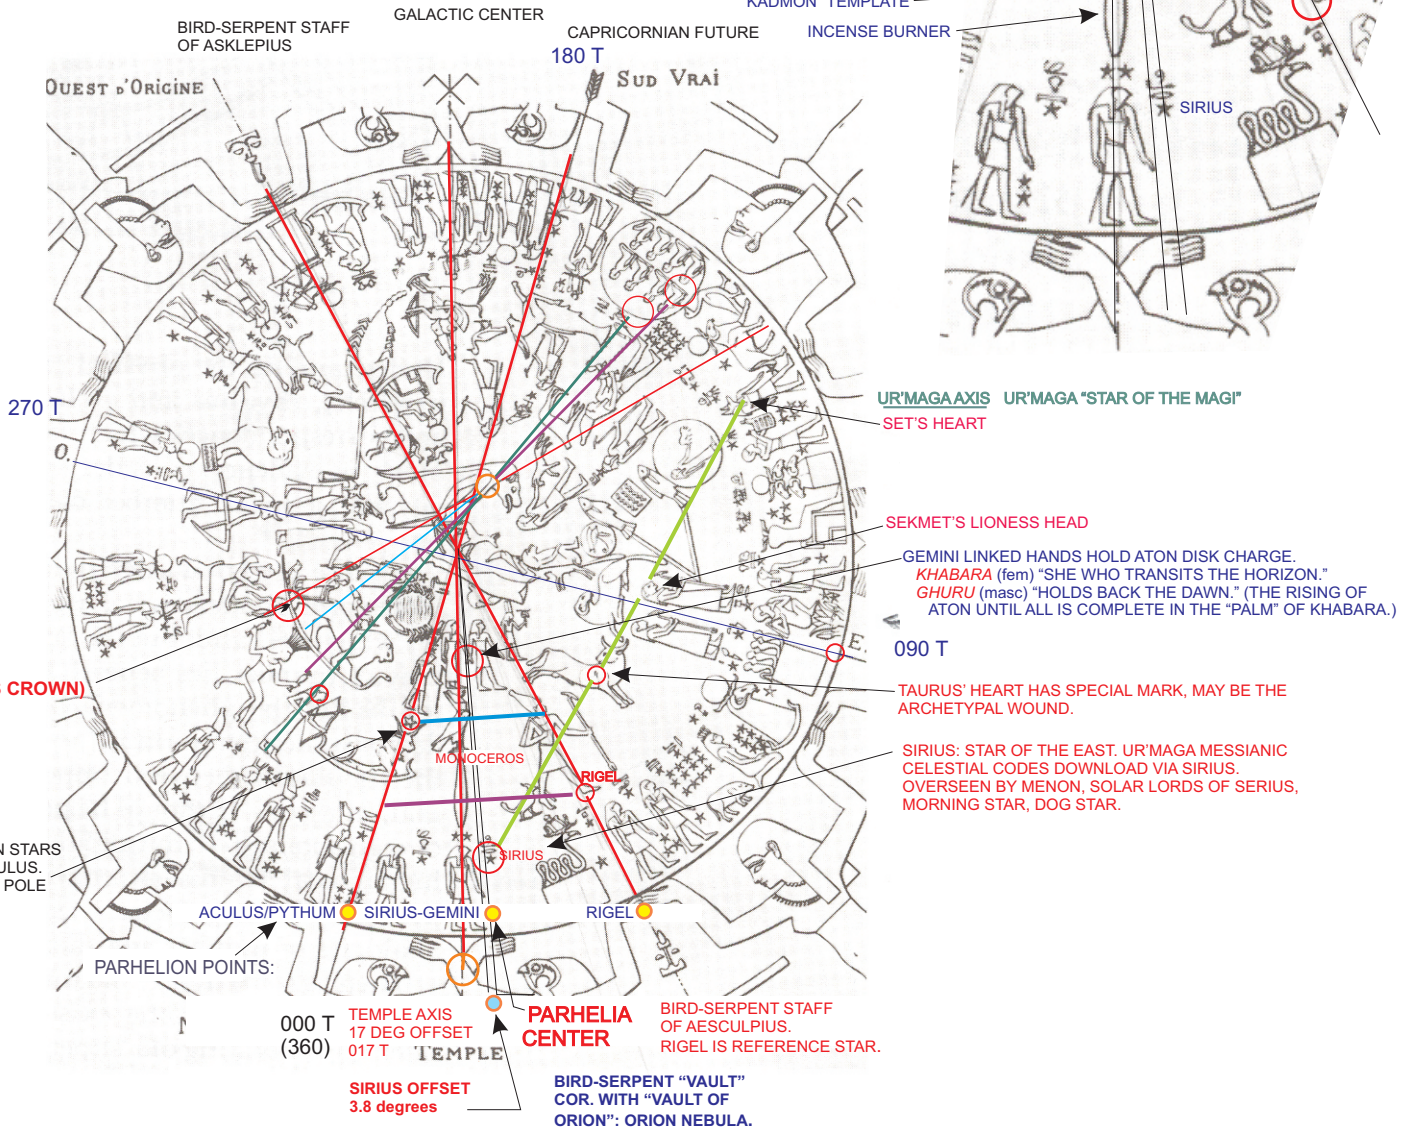 KADMON" TEMPLATE
BIRD-SERPENT STAFF
OF ASKLEPIUS
GALACTIC CENTER
CAPRICORNIAN FUTURE
INCENSE BURNER
180 T
OUEST D'ORIGINE
SUD VRAI
SIRIUS
270 T
O.
UR'MAGA AXIS UR'MAGA "STAR OF THE MAGI"
SET'S HEART
SEKMET'S LIONESS HEAD
GEMINI LINKED HANDS HOLD ATON DISK CHARGE.
KHABARA (fem) "SHE WHO TRANSITS THE HORIZON."
GHURU (masc) "HOLDS BACK THE DAWN." (THE RISING OF
ATON UNTIL ALL IS COMPLETE IN THE "PALM" OF KHABARA.)
E.
090 T
CROWN)
TAURUS' HEART HAS SPECIAL MARK, MAY BE THE
ARCHETYPAL WOUND.
SIRIUS: STAR OF THE EAST. UR'MAGA MESSIANIC
CELESTIAL CODES DOWNLOAD VIA SIRIUS.
OVERSEEN BY MENON, SOLAR LORDS OF SERIUS,
MORNING STAR, DOG STAR.
MONOCEROS
RIGEL
SIRIUS
STARS
POLE
ACULUS/PYTHUM
SIRIUS-GEMINI
RIGEL
PARHELION POINTS:
000 T
(360)
TEMPLE AXIS
17 DEG OFFSET
017 T
TEMPLE
PARHELIA
CENTER
BIRD-SERPENT STAFF
OF AESCULPIUS.
RIGEL IS REFERENCE STAR.
SIRIUS OFFSET
3.8 degrees
BIRD-SERPENT "VAULT"
COR. WITH "VAULT OF
ORION": ORION NEBULA.